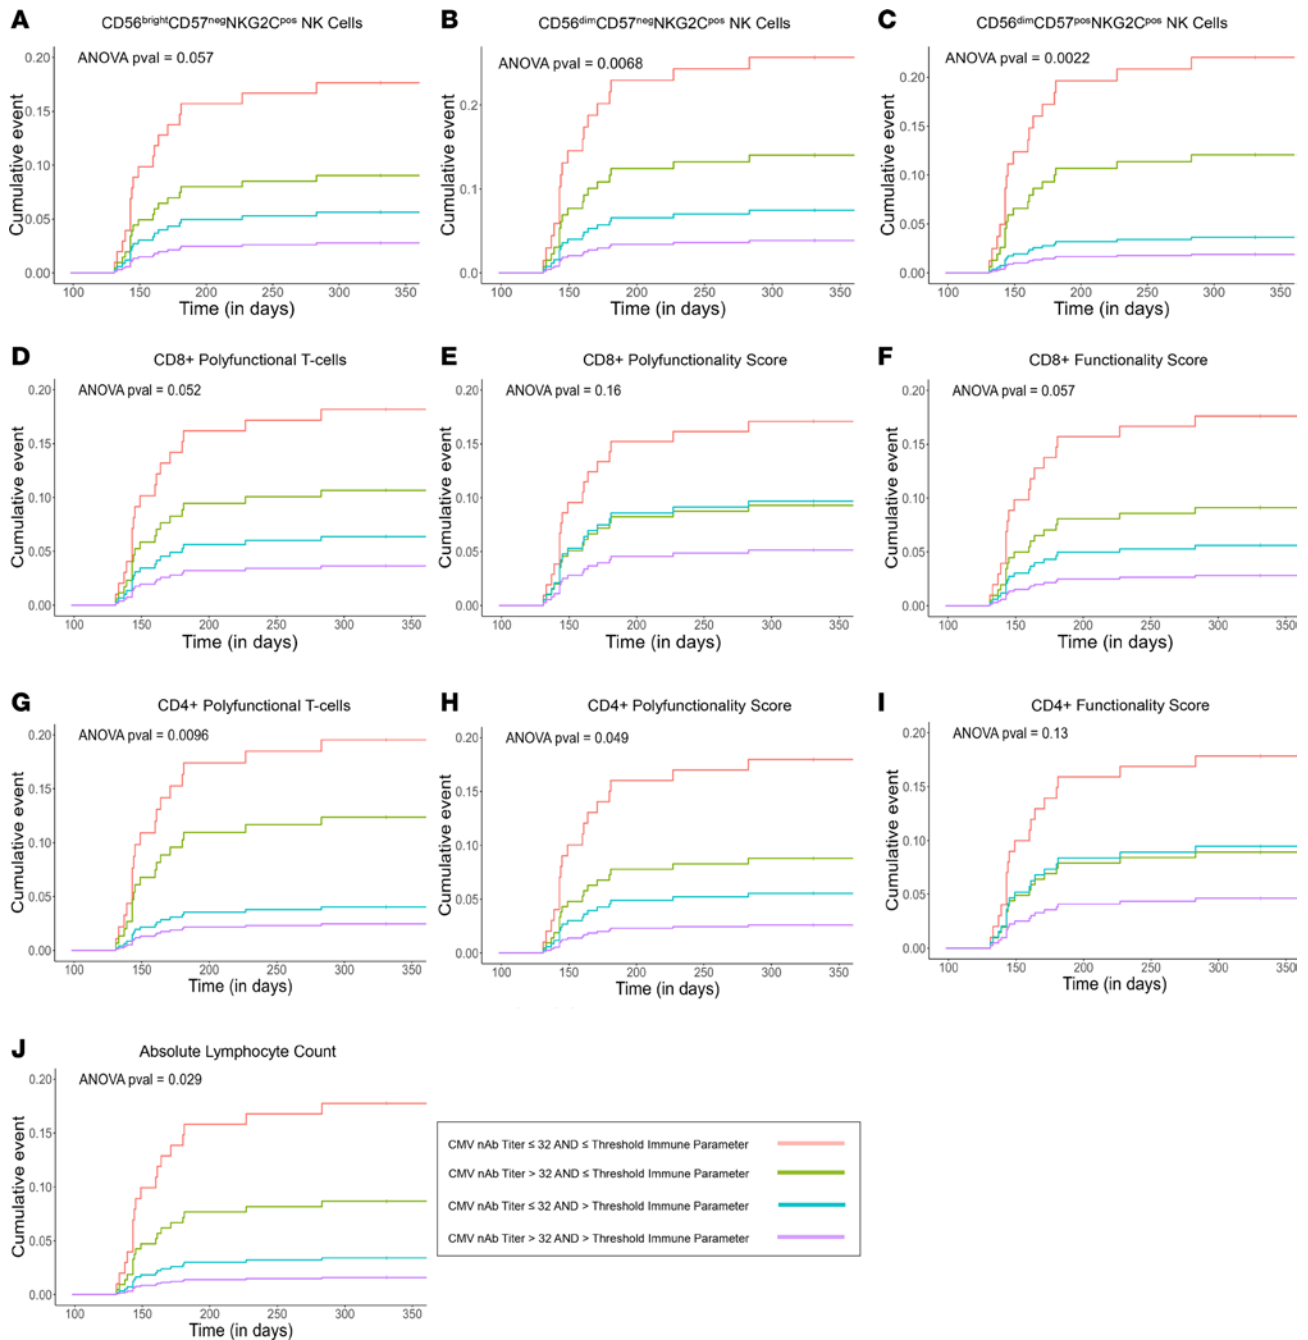 A
CD56brightCD57negNKG2Cpos NK Cells
ANOVA pval = 0.057
Cumulative event
0.20
0.15
0.10
0.05
0.00
100 150 200 250 300 350
Time (in days)
B
CD56dimCD57negNKG2Cpos NK Cells
ANOVA pval = 0.0068
Cumulative event
0.2
0.1
0.00
100 150 200 250 300 350
Time (in days)
C
CD56dimCD57posNKG2Cpos NK Cells
ANOVA pval = 0.0022
Cumulative event
0.20
0.15
0.10
0.05
0.00
100 150 200 250 300 350
Time (in days)
D
CD8+ Polyfunctional T-cells
ANOVA pval = 0.052
Cumulative event
0.20
0.15
0.10
0.05
0.00
100 150 200 250 300 350
Time (in days)
E
CD8+ Polyfunctionality Score
ANOVA pval = 0.16
Cumulative event
0.20
0.15
0.10
0.05
0.00
100 150 200 250 300 350
Time (in days)
F
CD8+ Functionality Score
ANOVA pval = 0.057
Cumulative event
0.20
0.15
0.10
0.05
0.00
100 150 200 250 300 350
Time (in days)
G
CD4+ Polyfunctional T-cells
ANOVA pval = 0.0096
Cumulative event
0.20
0.15
0.10
0.05
0.00
100 150 200 250 300 350
Time (in days)
H
CD4+ Polyfunctionality Score
ANOVA pval = 0.049
Cumulative event
0.20
0.15
0.10
0.05
0.00
100 150 200 250 300 350
Time (in days)
I
CD4+ Functionality Score
ANOVA pval = 0.13
Cumulative event
0.20
0.15
0.10
0.05
0.00
100 150 200 250 300 350
Time (in days)
J
Absolute Lymphocyte Count
ANOVA pval = 0.029
Cumulative event
0.20
0.15
0.10
0.05
0.00
100 150 200 250 300 350
Time (in days)
CMV nAb Titer ≤ 32 AND ≤ Threshold Immune Parameter
CMV nAb Titer > 32 AND ≤ Threshold Immune Parameter
CMV nAb Titer ≤ 32 AND > Threshold Immune Parameter
CMV nAb Titer > 32 AND > Threshold Immune Parameter